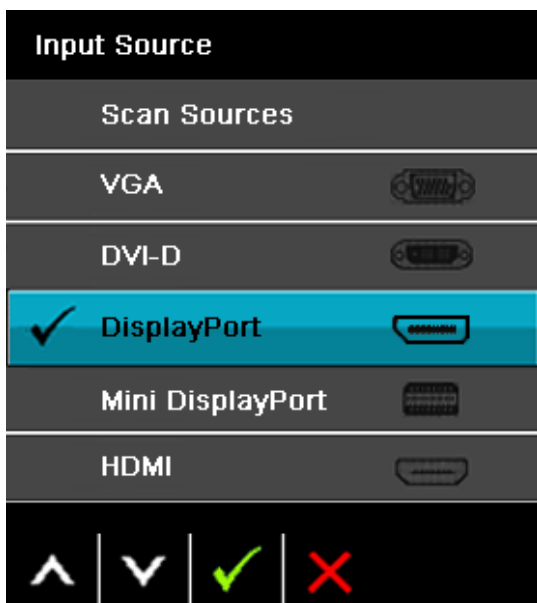 Input Source
Scan Sources
VGA
DVI-D
DisplayPort
Mini DisplayPort
HDMI